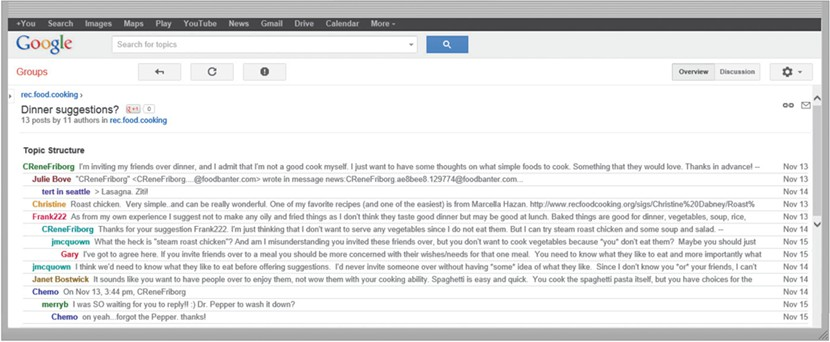 +You Search Images Maps Play YouTube News Gmail Drive Calendar More
Google Search for topics
Groups Overview Discussion
rec.food.cooking ›
Dinner suggestions? g+1 0
13 posts by 11 authors in rec.food.cooking
Topic Structure
CReneFriborg I'm inviting my friends over dinner, and I admit that I'm not a good cook myself. I just want to have some thoughts on what simple foods to cook. Something that they would love. Thanks in advance! -- Nov 13
Julie Bove "CReneFriborg" <CReneFriborg....@foodbanter.com> wrote in message news:CReneFriborg.ae8bee8.129774@foodbanter.com... Nov 13
tert in seattle > Lasagna. Ziti! Nov 14
Christine Roast chicken. Very simple..and can be really wonderful. One of my favorite recipes (and one of the easiest) is from Marcella Hazan. http://www.recfoodcooking.org/sigs/Christine%20Dabney/Roast% Nov 13
Frank222 As from my own experience I suggest not to make any oily and fried things as I don't think they taste good dinner but may be good at lunch. Baked things are good for dinner, vegetables, soup, rice, Nov 13
CReneFriborg Thanks for your suggestion Frank222. I'm just thinking that I don't want to serve any vegetables since I do not eat them. But I can try steam roast chicken and some soup and salad. -- Nov 14
jmcquown What the heck is "steam roast chicken"? And am I misunderstanding you invited these friends over, but you don't want to cook vegetables because *you* don't eat them? Maybe you should just Nov 15
Gary I've got to agree here. If you invite friends over to a meal you should be more concerned with their wishes/needs for that one meal. You need to know what they like to eat and more importantly what Nov 15
jmcquown I think we'd need to know what they like to eat before offering suggestions. I'd never invite someone over without having *some* idea of what they like. Since I don't know you *or* your friends, I can't Nov 14
Janet Bostwick It sounds like you want to have people over to enjoy them, not wow them with your cooking ability. Spaghetti is easy and quick. You cook the spaghetti pasta itself, but you have choices for the Nov 14
Chemo On Nov 13, 3:44 pm, CReneFriborg Nov 14
merryb I was SO waiting for you to reply!! :) Dr. Pepper to wash it down? Nov 15
Chemo on yeah...forgot the Pepper. thanks! Nov 15